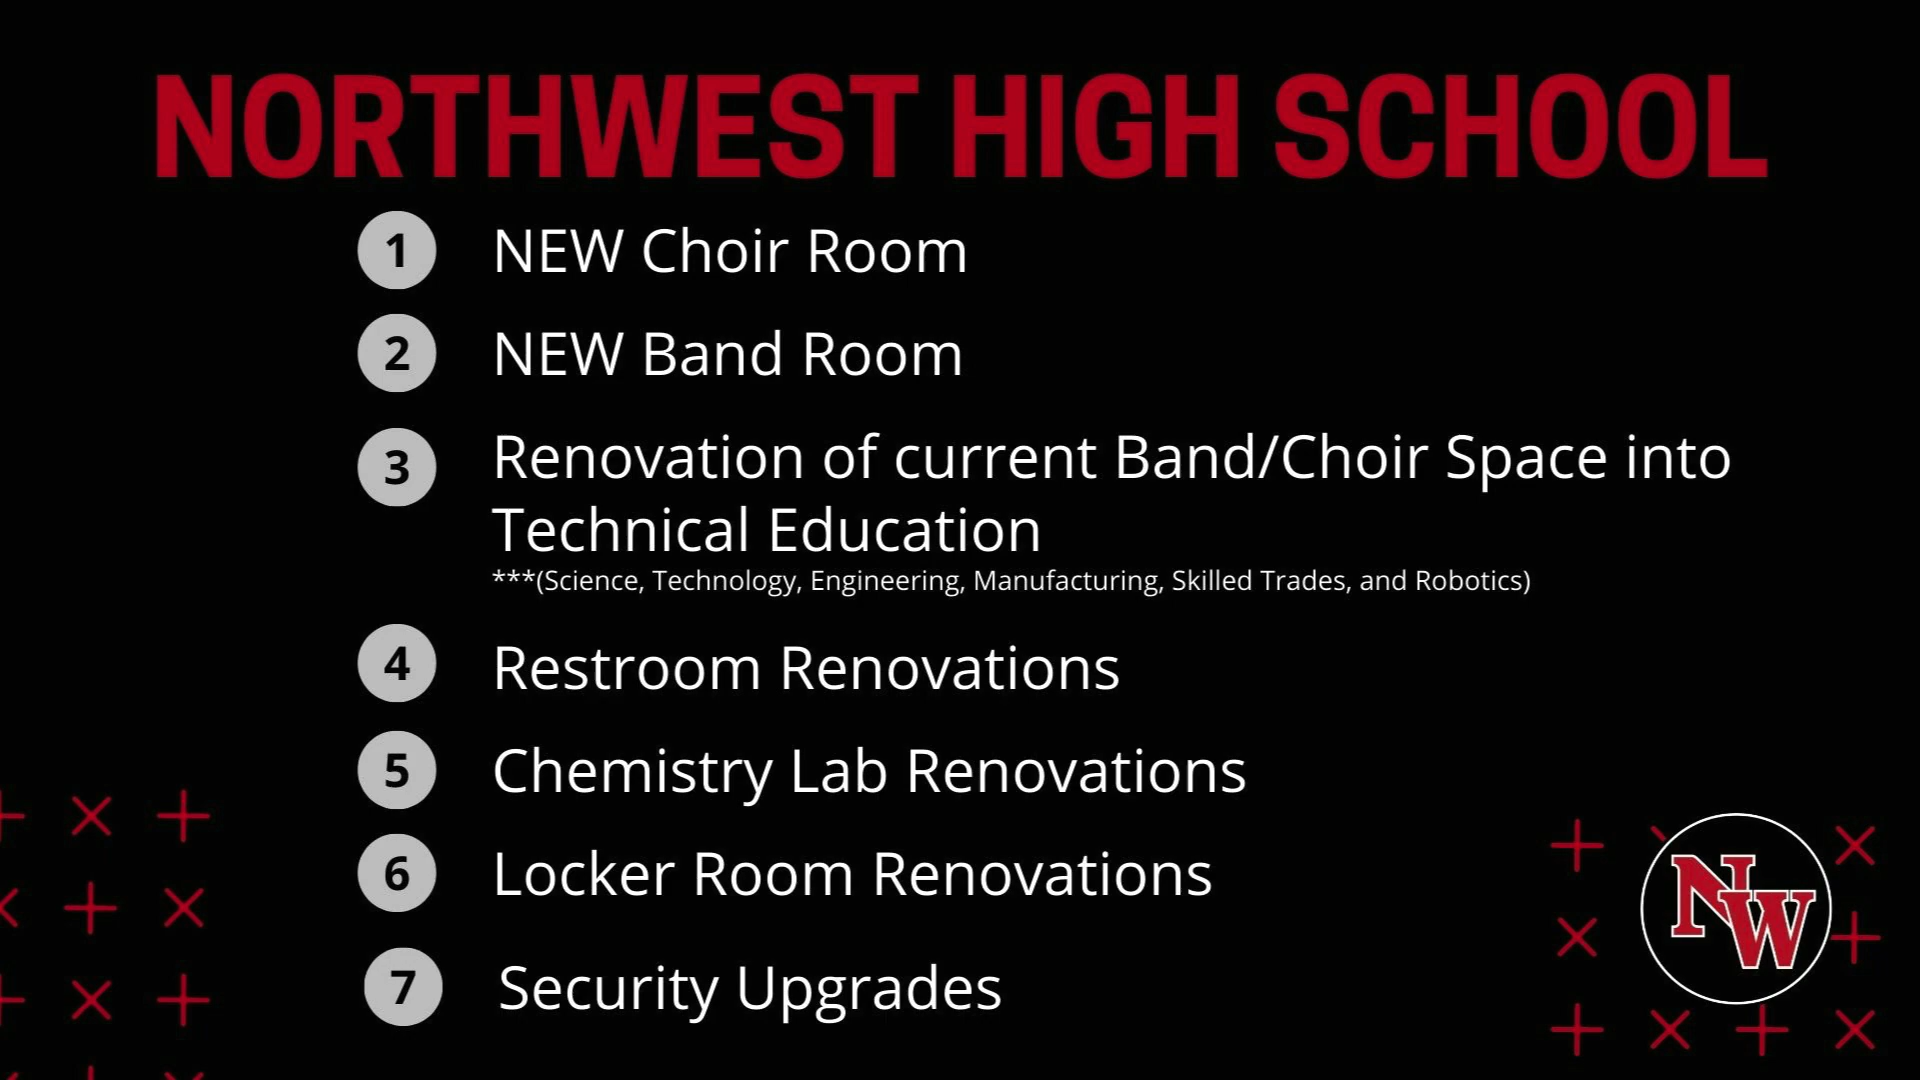 NORTHWEST HIGH SCHOOL
1 NEW Choir Room
2 NEW Band Room
3 Renovation of current Band/Choir Space into
Technical Education
***(Science, Technology, Engineering, Manufacturing, Skilled Trades, and Robotics)
4 Restroom Renovations
5 Chemistry Lab Renovations
6 Locker Room Renovations
7 Security Upgrades
NW